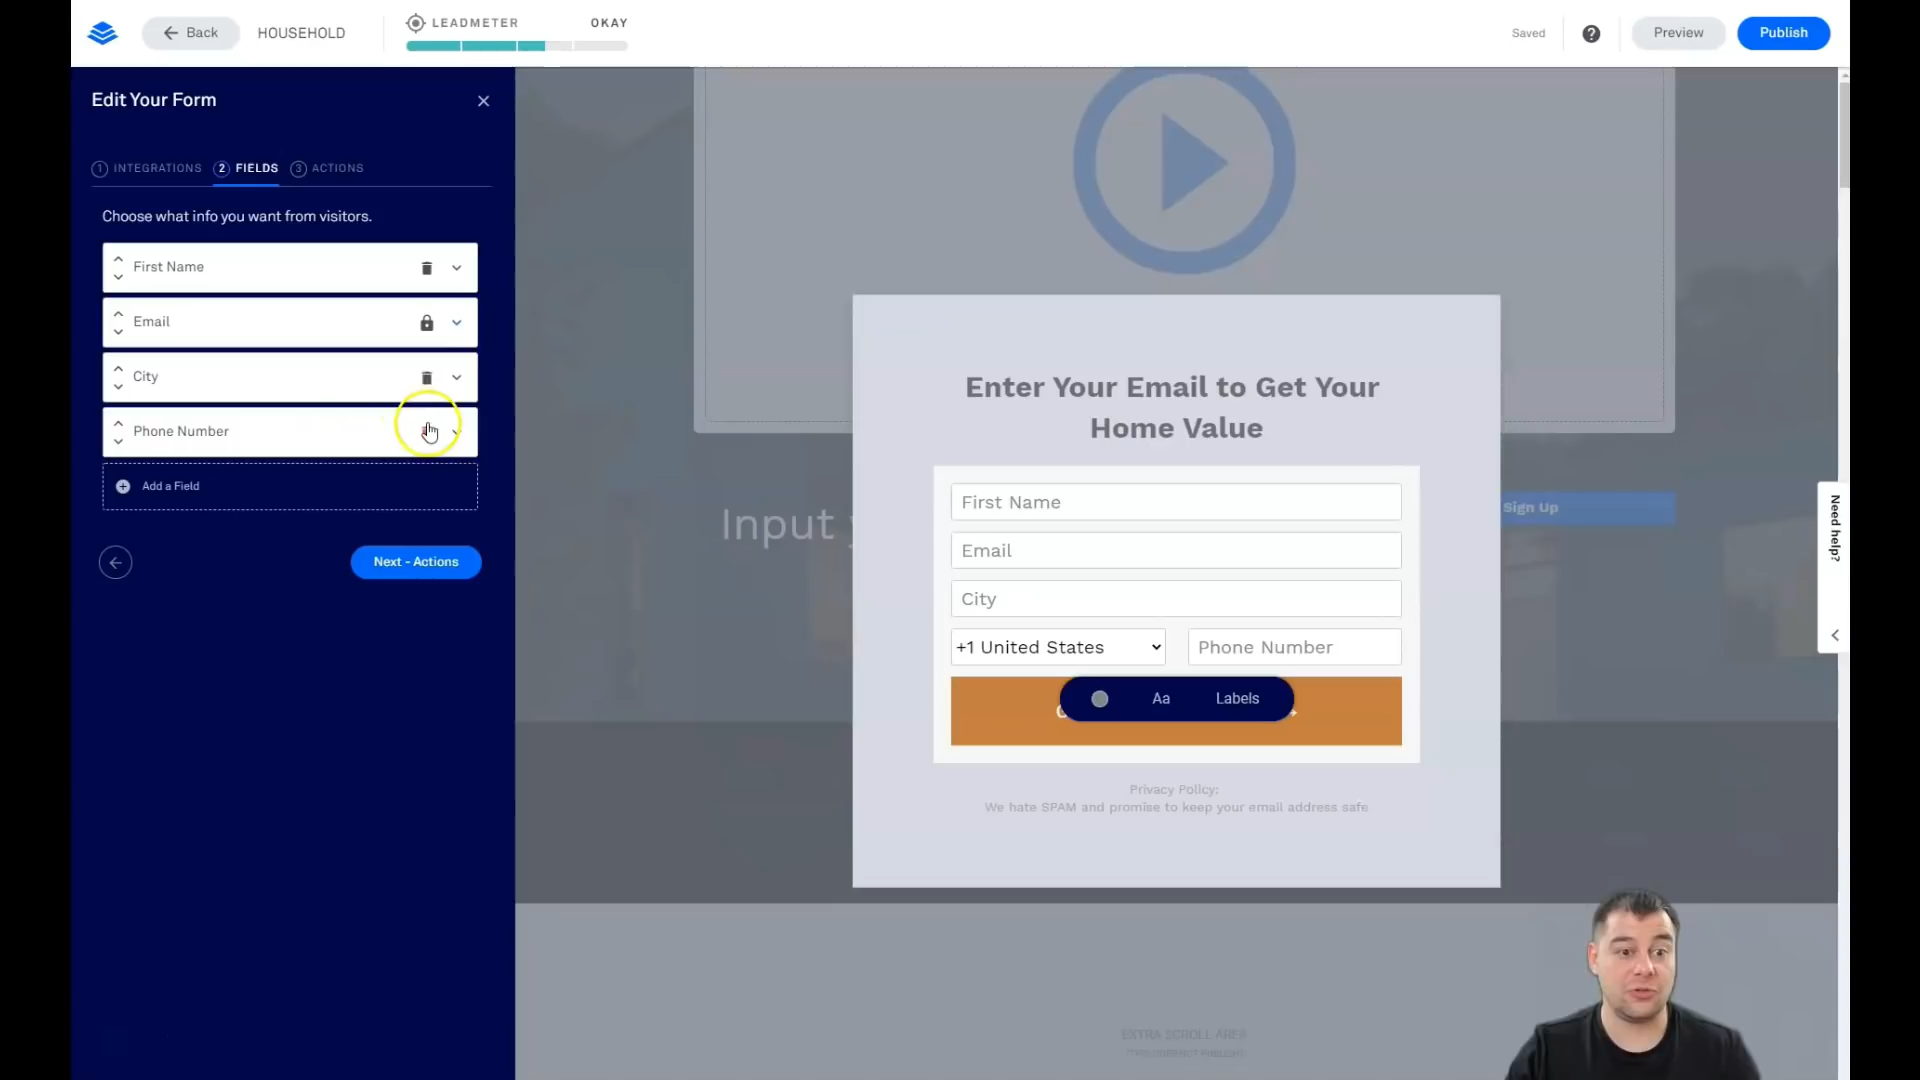 Back
HOUSEHOLD
LEADMETER
OKAY
Saved
?
Preview
Publish
Edit Your Form
1 INTEGRATIONS
2 FIELDS
3 ACTIONS
Choose what info you want from visitors.
First Name
Email
City
Phone Number
Add a Field
Next - Actions
Enter Your Email to Get Your
Home Value
First Name
Email
City
+1 United States
Phone Number
Aa
Labels
Privacy Policy:
We hate SPAM and promise to keep your email address safe
Input
Sign Up
Need help?
EXTRA SCROLL AREA